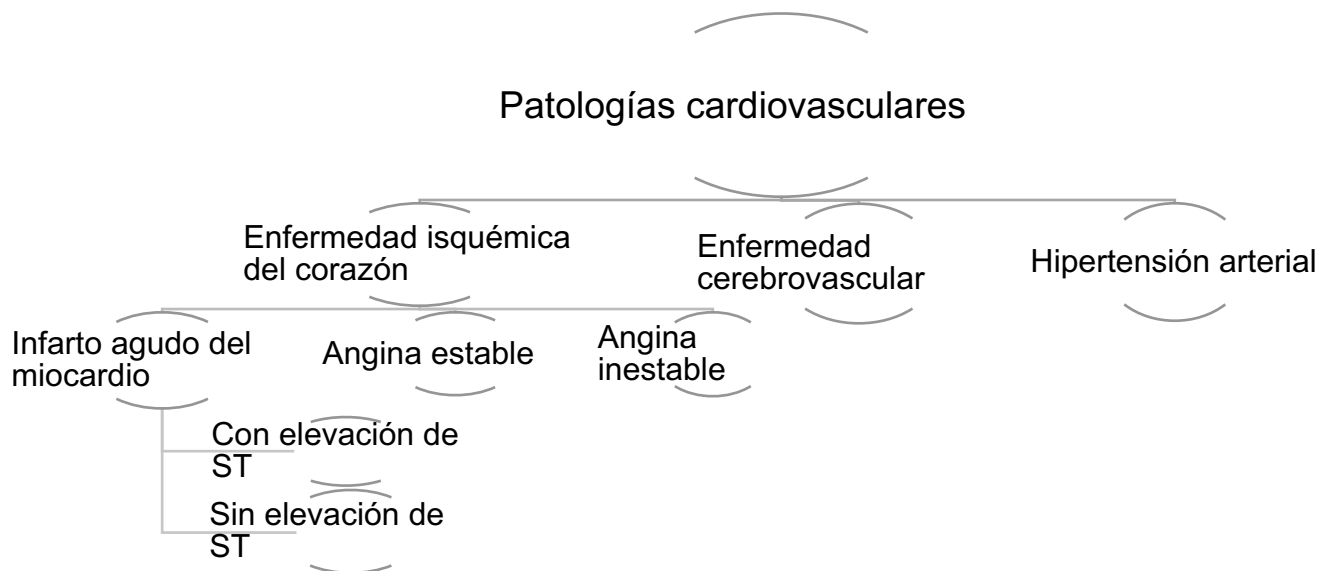 Patologías cardiovasculares
Enfermedad isquémica
del corazón
Enfermedad
cerebrovascular
Hipertensión arterial
Infarto agudo del
miocardio
Angina estable
Angina
inestable
Con elevación de
ST
Sin elevación de
ST